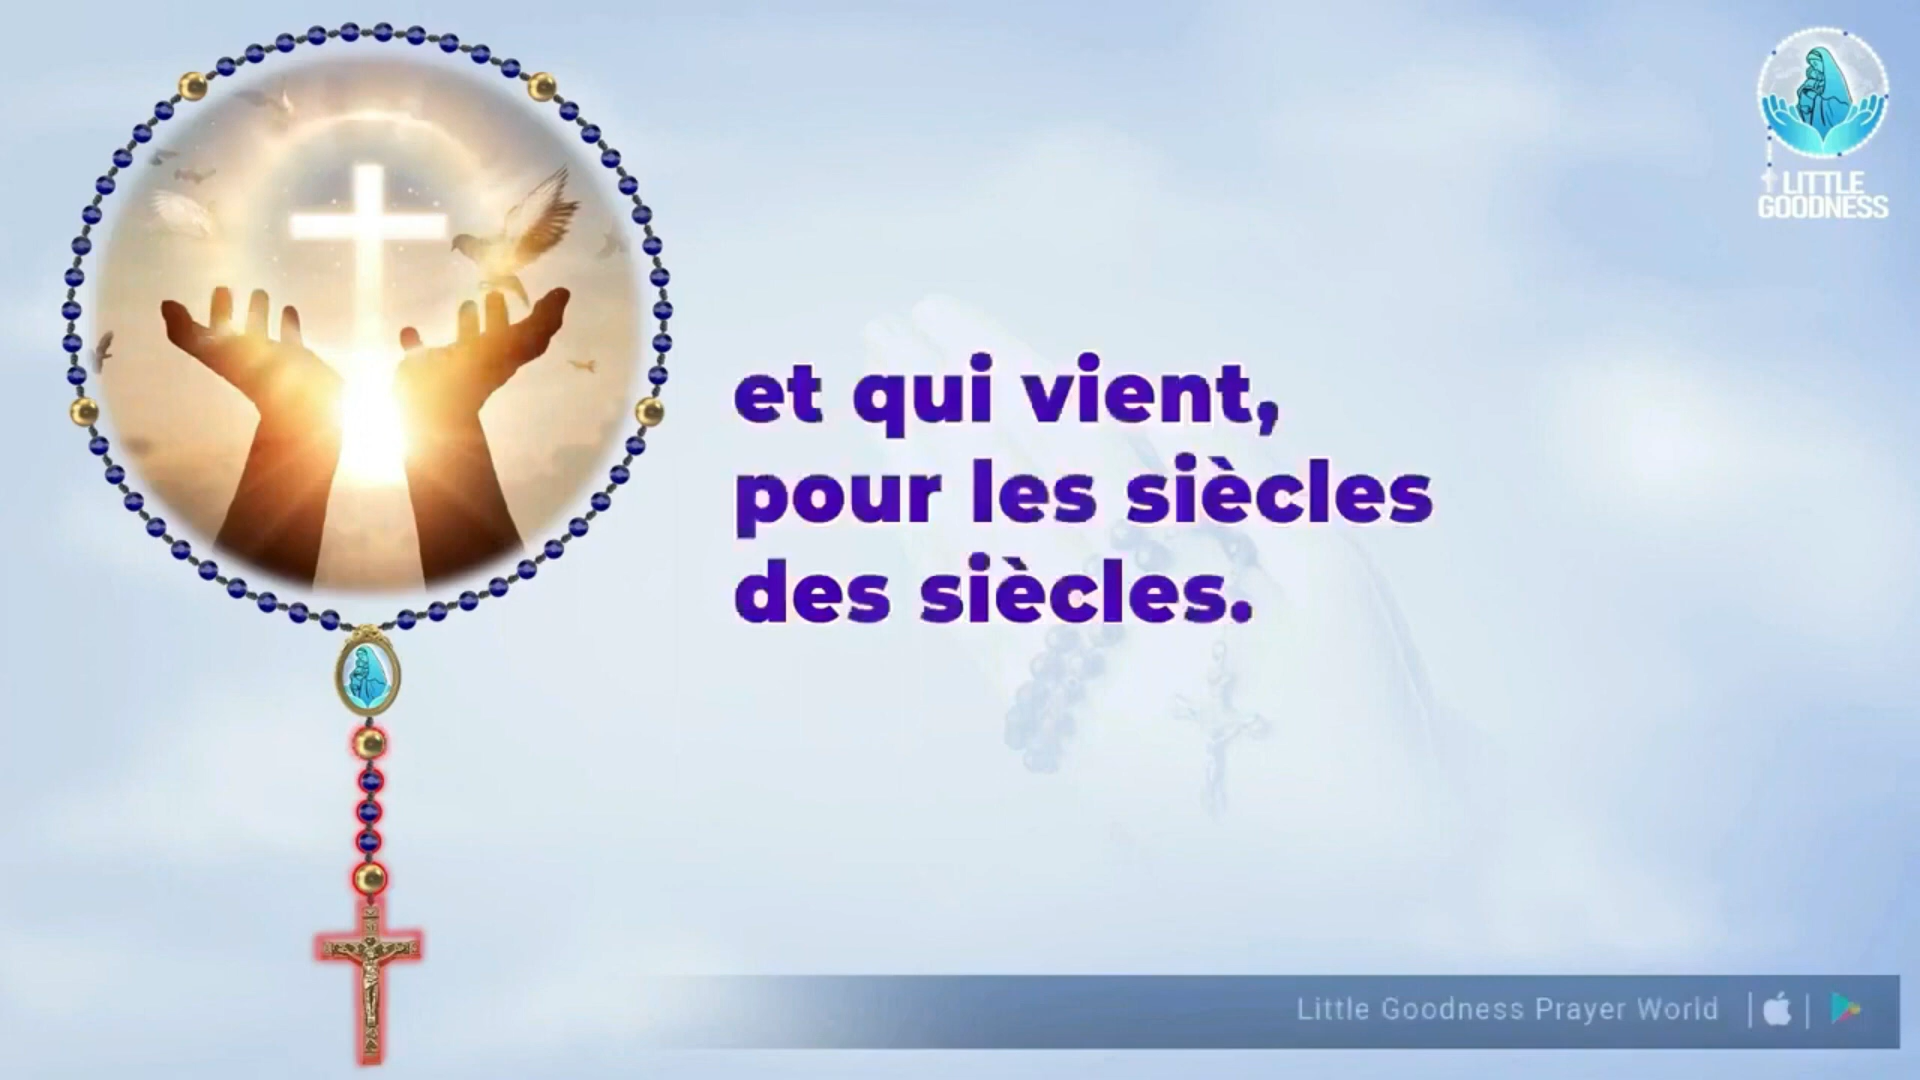 LITTLE
GOODNESS
et qui vient,
pour les siècles
des siècles.
Little Goodness Prayer World